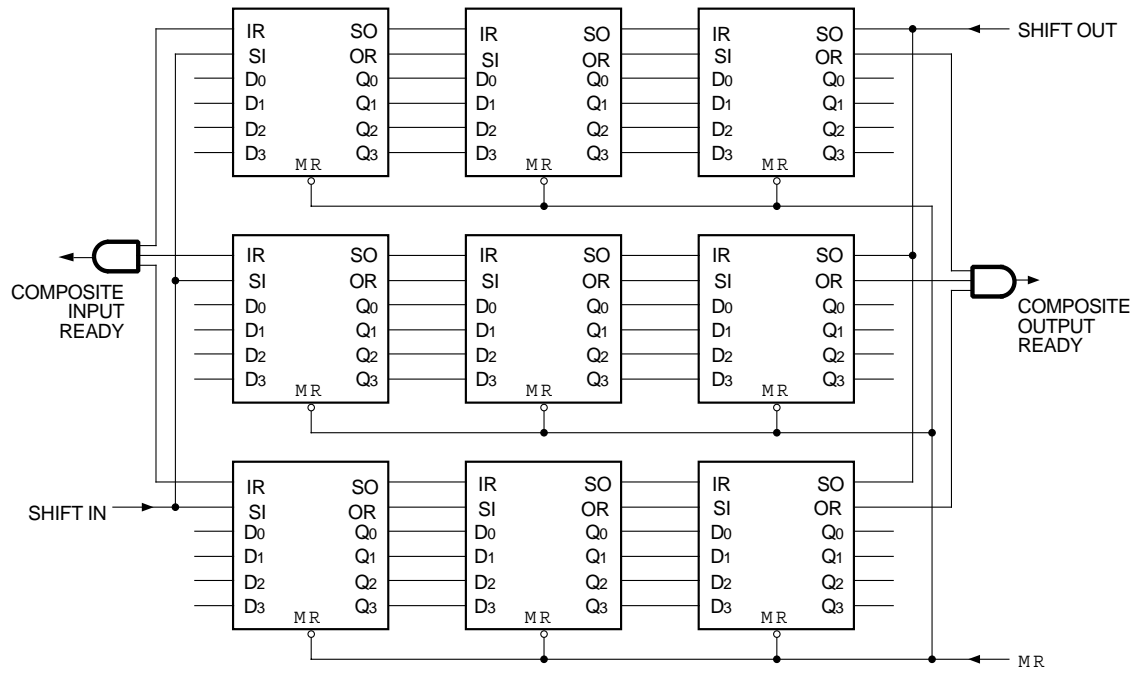 IR SO IR SO IR SO SHIFT OUT
SI OR SI OR SI OR
D0 Q0 D0 Q0 D0 Q0
D1 Q1 D1 Q1 D1 Q1
D2 Q2 D2 Q2 D2 Q2
D3 Q3 D3 Q3 D3 Q3
MR MR MR
IR SO IR SO IR SO
SI OR SI OR SI OR
COMPOSITE
INPUT
READY
D0 Q0 D0 Q0 D0 Q0
D1 Q1 D1 Q1 D1 Q1
D2 Q2 D2 Q2 D2 Q2
D3 Q3 D3 Q3 D3 Q3
MR MR MR
COMPOSITE
OUTPUT
READY
IR SO IR SO IR SO
SHIFT IN SI OR SI OR SI OR
D0 Q0 D0 Q0 D0 Q0
D1 Q1 D1 Q1 D1 Q1
D2 Q2 D2 Q2 D2 Q2
D3 Q3 D3 Q3 D3 Q3
MR MR MR
MR